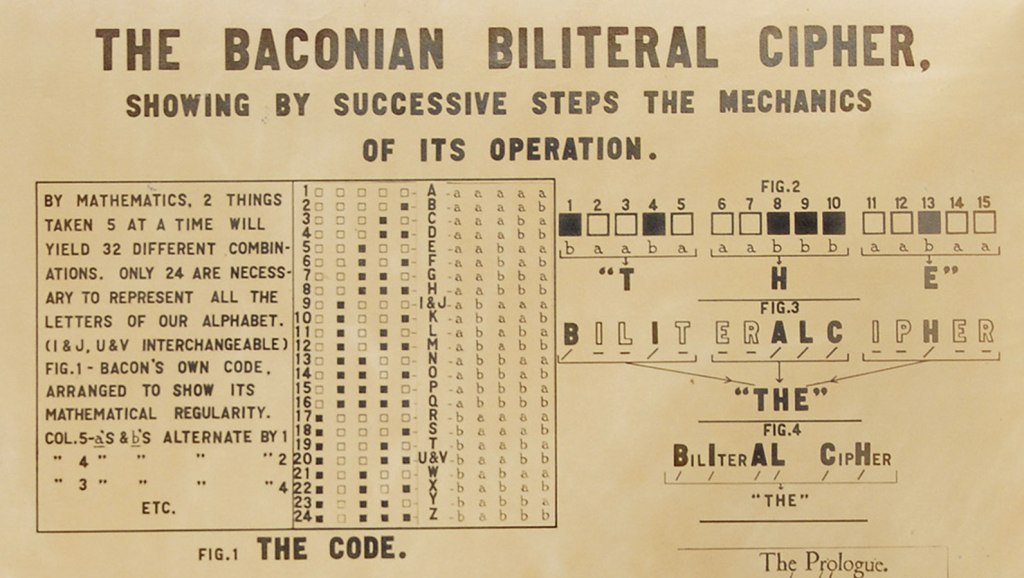 THE BACONIAN BILITERAL CIPHER,
SHOWING BY SUCCESSIVE STEPS THE MECHANICS
OF ITS OPERATION.
BY MATHEMATICS, 2 THINGS
TAKEN 5 AT A TIME WILL
YIELD 32 DIFFERENT COMBIN-
ATIONS. ONLY 24 ARE NECESS-
ARY TO REPRESENT ALL THE
LETTERS OF OUR ALPHABET.
(I & J, U & V INTERCHANGEABLE)
FIG.1 - BACON'S OWN CODE,
ARRANGED TO SHOW ITS
MATHEMATICAL REGULARITY.
COL.5-a'S & b'S ALTERNATE BY 1
" 4 " " " " 2
" 3 " " " " 4
ETC.
1 A - a a a a a
2 B - a a a a b
3 C - a a a b a
4 D - a a a b b
5 E - a a b a a
6 F - a a b a b
7 G - a a b b a
8 H - a a b b b
9 I&J - a b a a a
10 K - a b a a b
11 L - a b a b a
12 M - a b a b b
13 N - a b b a a
14 O - a b b a b
15 P - a b b b a
16 Q - a b b b b
17 R - b a a a a
18 S - b a a a b
19 T - b a a b a
20 U&V - b a a b b
21 W - b a b a a
22 X - b a b a b
23 Y - b a b b a
24 Z - b a b b b
FIG.1 THE CODE.
FIG.2
1 2 3 4 5 6 7 8 9 10 11 12 13 14 15
b a a b a a a b b b a a b a a
"T H E"
FIG.3
BILIT ERALC IPHER
"THE"
FIG.4
BILITERAL CIPHER
"THE"
The Prologue.